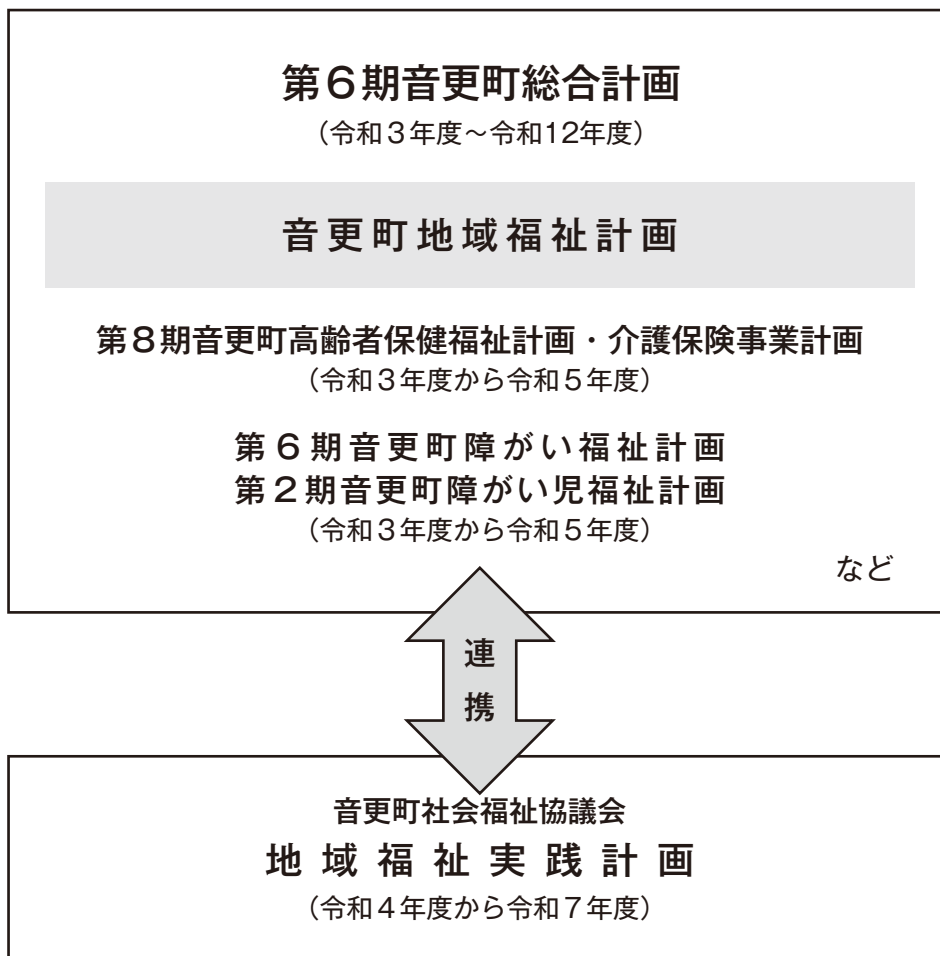 第６期音更町総合計画
（令和３年度～令和12年度）
音更町地域福祉計画
第８期音更町高齢者保健福祉計画・介護保険事業計画
（令和３年度から令和５年度）
第６期音更町障がい福祉計画
第２期音更町障がい児福祉計画
（令和３年度から令和５年度）
など
連
携
音更町社会福祉協議会
地域福祉実践計画
（令和４年度から令和７年度）